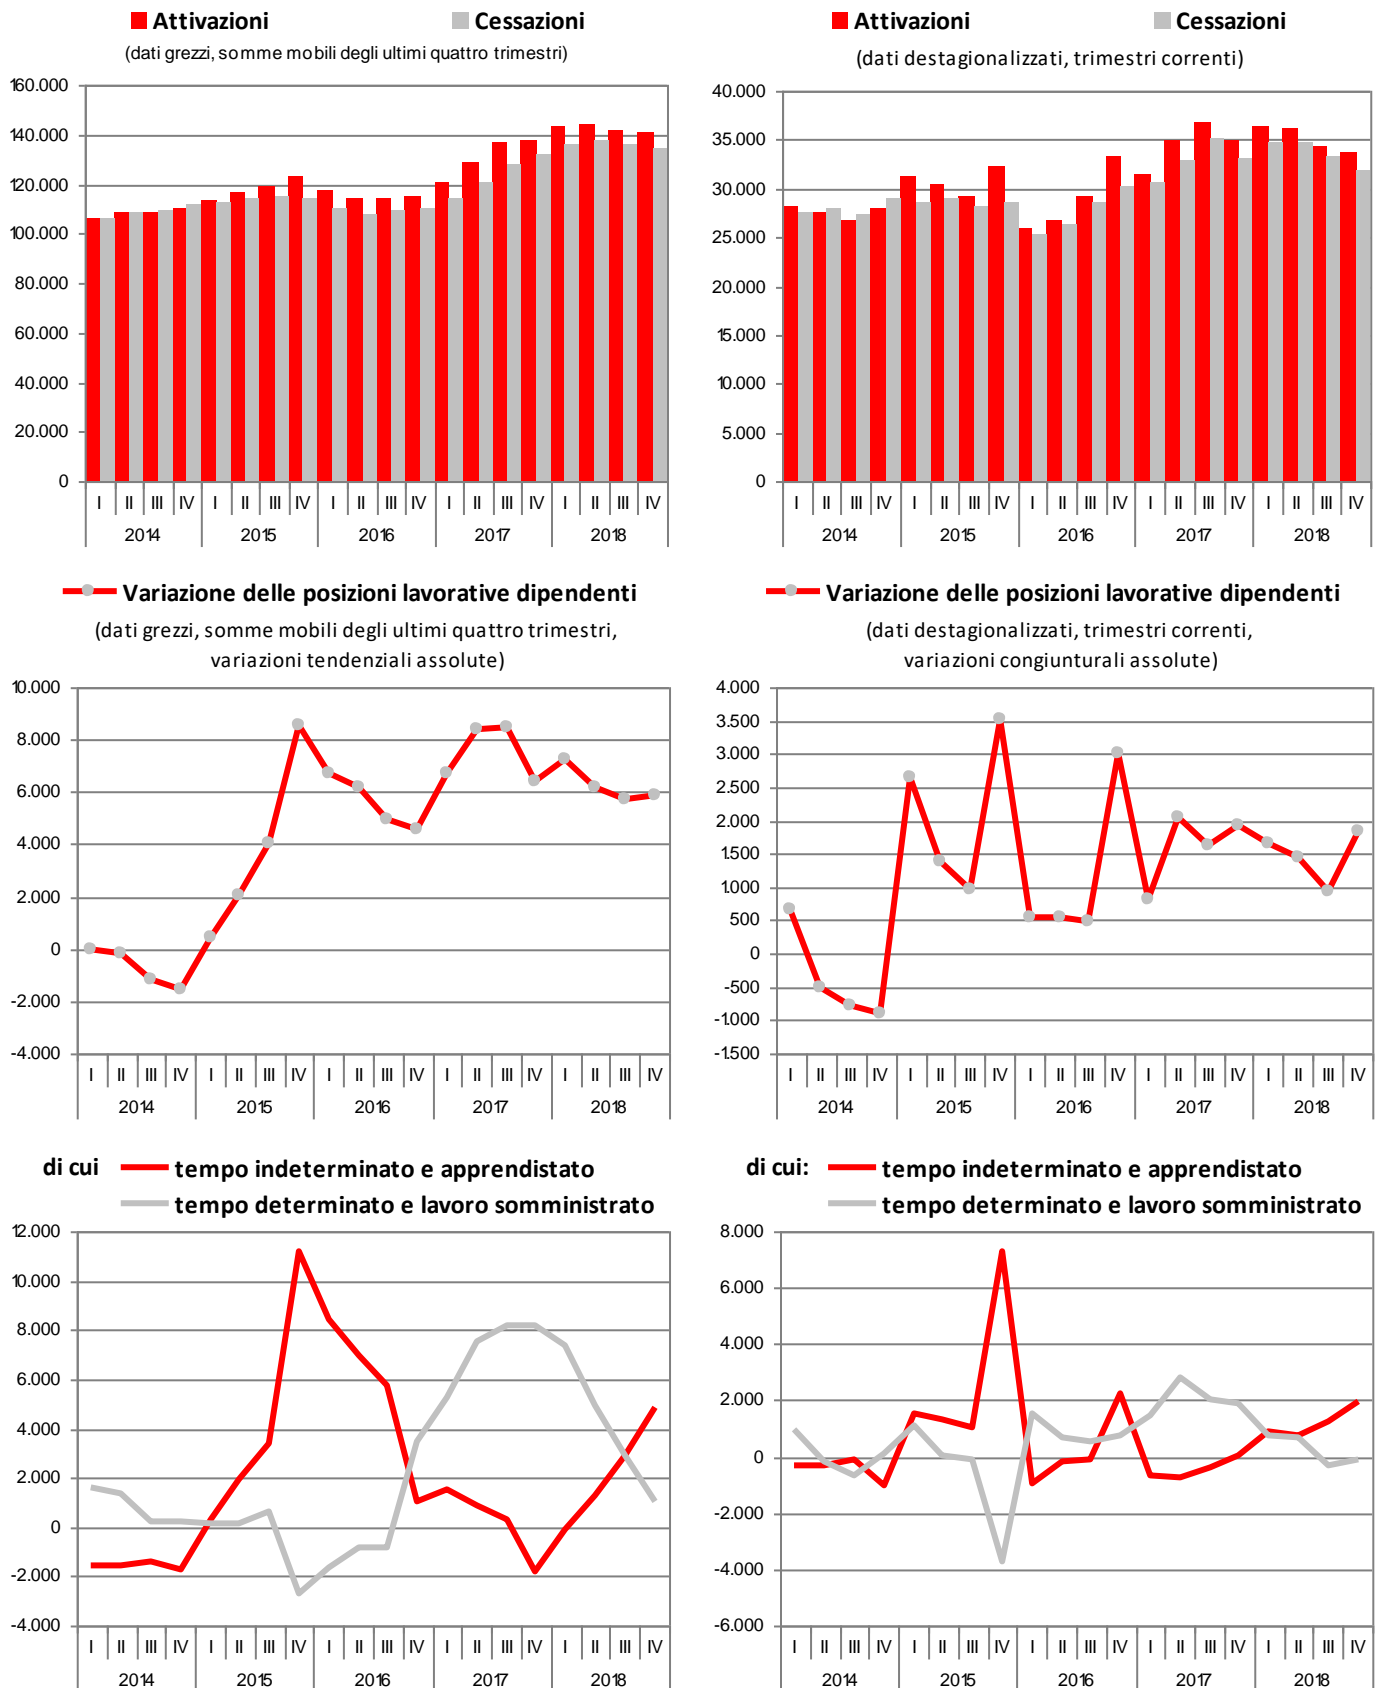 Attivazioni Cessazioni
(dati grezzi, somme mobili degli ultimi quattro trimestri)
160.000
140.000
120.000
100.000
80.000
60.000
40.000
20.000
0
I II III IV I II III IV I II III IV I II III IV I II III IV
2014 2015 2016 2017 2018
Attivazioni Cessazioni
(dati destagionalizzati, trimestri correnti)
40.000
35.000
30.000
25.000
20.000
15.000
10.000
5.000
0
I II III IV I II III IV I II III IV I II III IV I II III IV
2014 2015 2016 2017 2018
Variazione delle posizioni lavorative dipendenti
(dati grezzi, somme mobili degli ultimi quattro trimestri,
variazioni tendenziali assolute)
10.000
8.000
6.000
4.000
2.000
0
-2.000
-4.000
I II III IV I II III IV I II III IV I II III IV I II III IV
2014 2015 2016 2017 2018
Variazione delle posizioni lavorative dipendenti
(dati destagionalizzati, trimestri correnti,
variazioni congiunturali assolute)
4.000
3.500
3.000
2.500
2.000
1.500
1.000
500
0
-500
-1.000
-1.500
I II III IV I II III IV I II III IV I II III IV I II III IV
2014 2015 2016 2017 2018
di cui tempo indeterminato e apprendistato
tempo determinato e lavoro somministrato
12.000
10.000
8.000
6.000
4.000
2.000
0
-2.000
-4.000
I II III IV I II III IV I II III IV I II III IV I II III IV
2014 2015 2016 2017 2018
di cui: tempo indeterminato e apprendistato
tempo determinato e lavoro somministrato
8.000
6.000
4.000
2.000
0
-2.000
-4.000
-6.000
I II III IV I II III IV I II III IV I II III IV I II III IV
2014 2015 2016 2017 2018